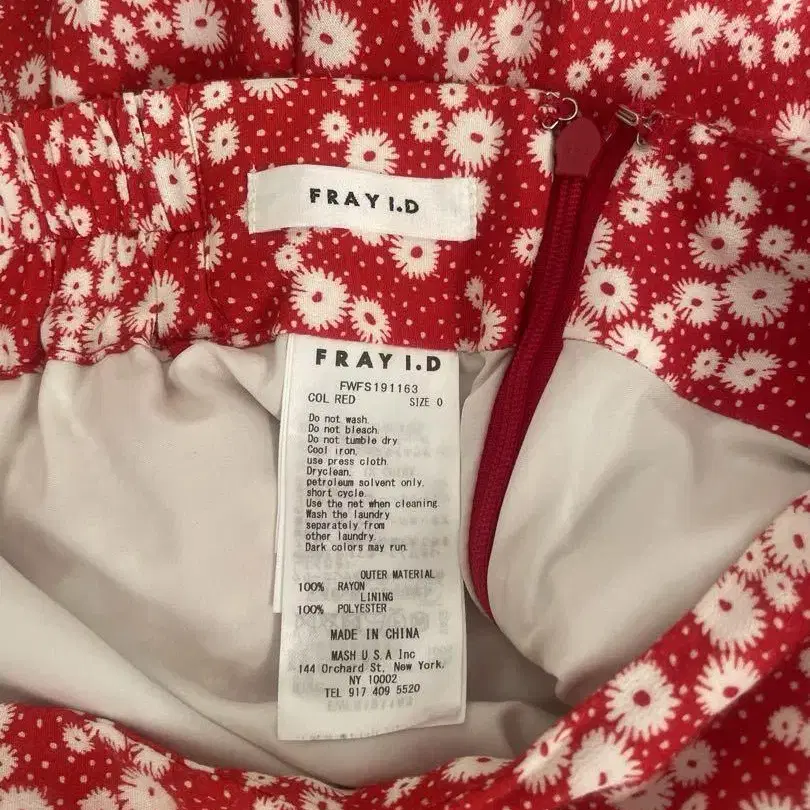 FRAY I.D
FRAY I.D
FWFS191163
COL RED SIZE 0
Do not wash.
Do not bleach.
Do not tumble dry
Cool iron.
use press cloth.
Dryclean.
petroleum solvent only.
short cycle.
Use the net when cleaning.
Wash the laundry
separately from
other laundry.
Dark colors may run.
OUTER MATERIAL
100% RAYON
LINING
100% POLYESTER
MADE IN CHINA
MASH U.S.A Inc
144 Orchard St, New York.
NY 10002
TEL 917 409 5520